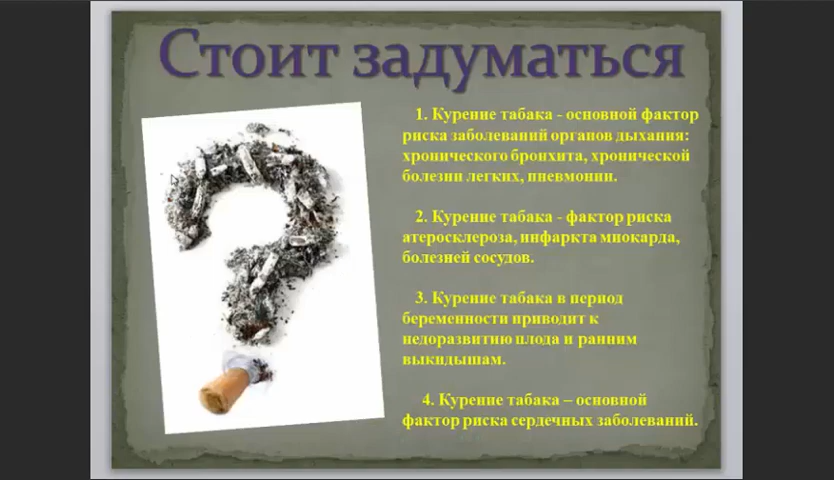 Стоит задуматься
1. Курение табака - основной фактор
риска заболеваний органов дыхания:
хронического бронхита, хронической
болезни легких, пневмонии.
2. Курение табака - фактор риска
атеросклероза, инфаркта миокарда,
болезней сосудов.
3. Курение табака в период
беременности приводит к
недоразвитию плода и ранним
выкидышам.
4. Курение табака – основной
фактор риска сердечных заболеваний.